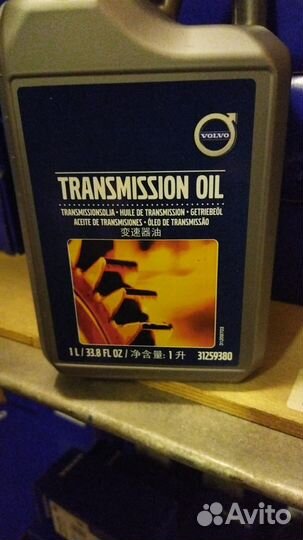 VOLVO
TRANSMISSION OIL
TRANSMISSIONSOLJA • HUILE DE TRANSMISSION • GETRIEBEÖL
ACEITE DE TRANSMISIONES • ÓLEO DE TRANSMISSÃO
变速器油
1 L / 33.8 FL OZ / 净含量: 1 升
31259380
Avito